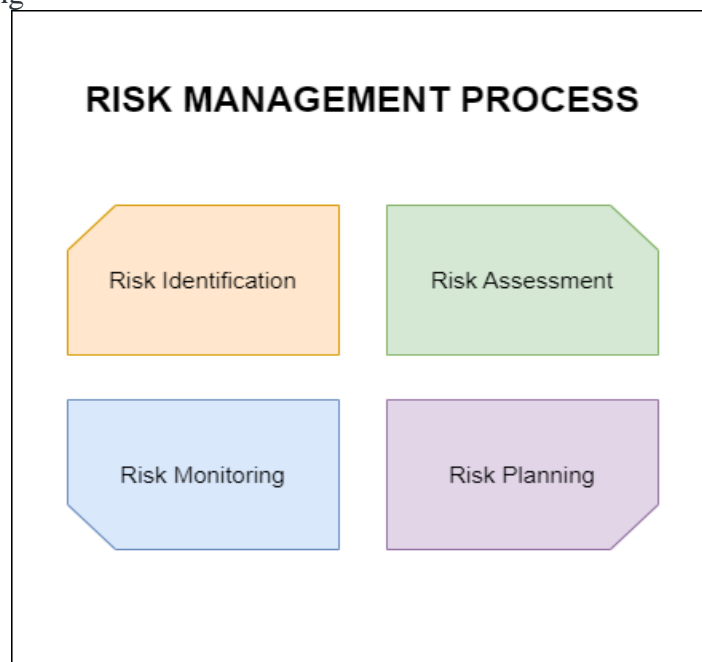 RISK MANAGEMENT PROCESS
Risk Identification
Risk Assessment
Risk Monitoring
Risk Planning